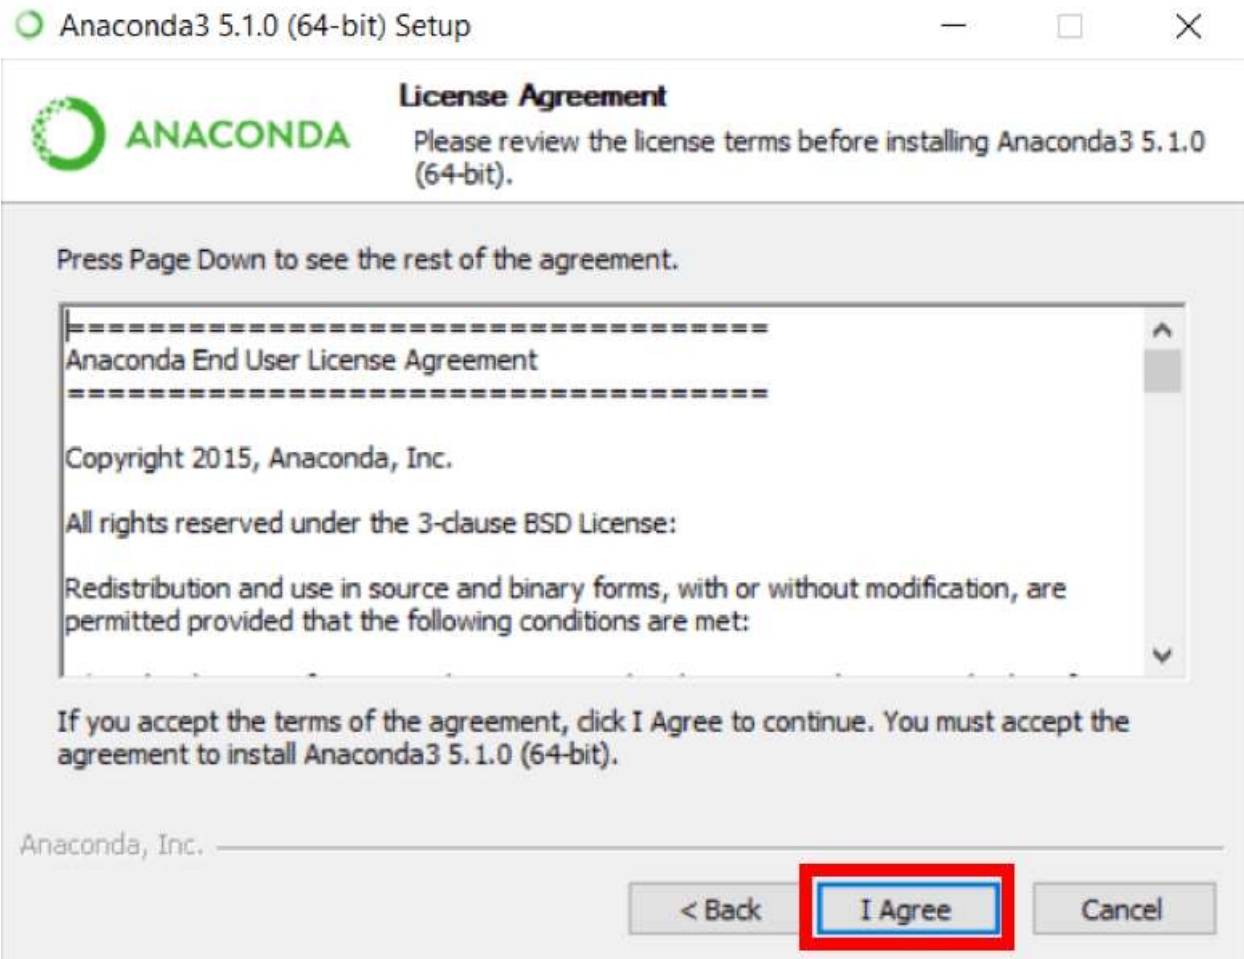 Anaconda3 5.1.0 (64-bit) Setup
ANACONDA
License Agreement
Please review the license terms before installing Anaconda3 5.1.0
(64-bit).
Press Page Down to see the rest of the agreement.
===================================
Anaconda End User License Agreement
===================================
Copyright 2015, Anaconda, Inc.
All rights reserved under the 3-clause BSD License:
Redistribution and use in source and binary forms, with or without modification, are
permitted provided that the following conditions are met:
If you accept the terms of the agreement, click I Agree to continue. You must accept the
agreement to install Anaconda3 5.1.0 (64-bit).
Anaconda, Inc.
< Back
I Agree
Cancel